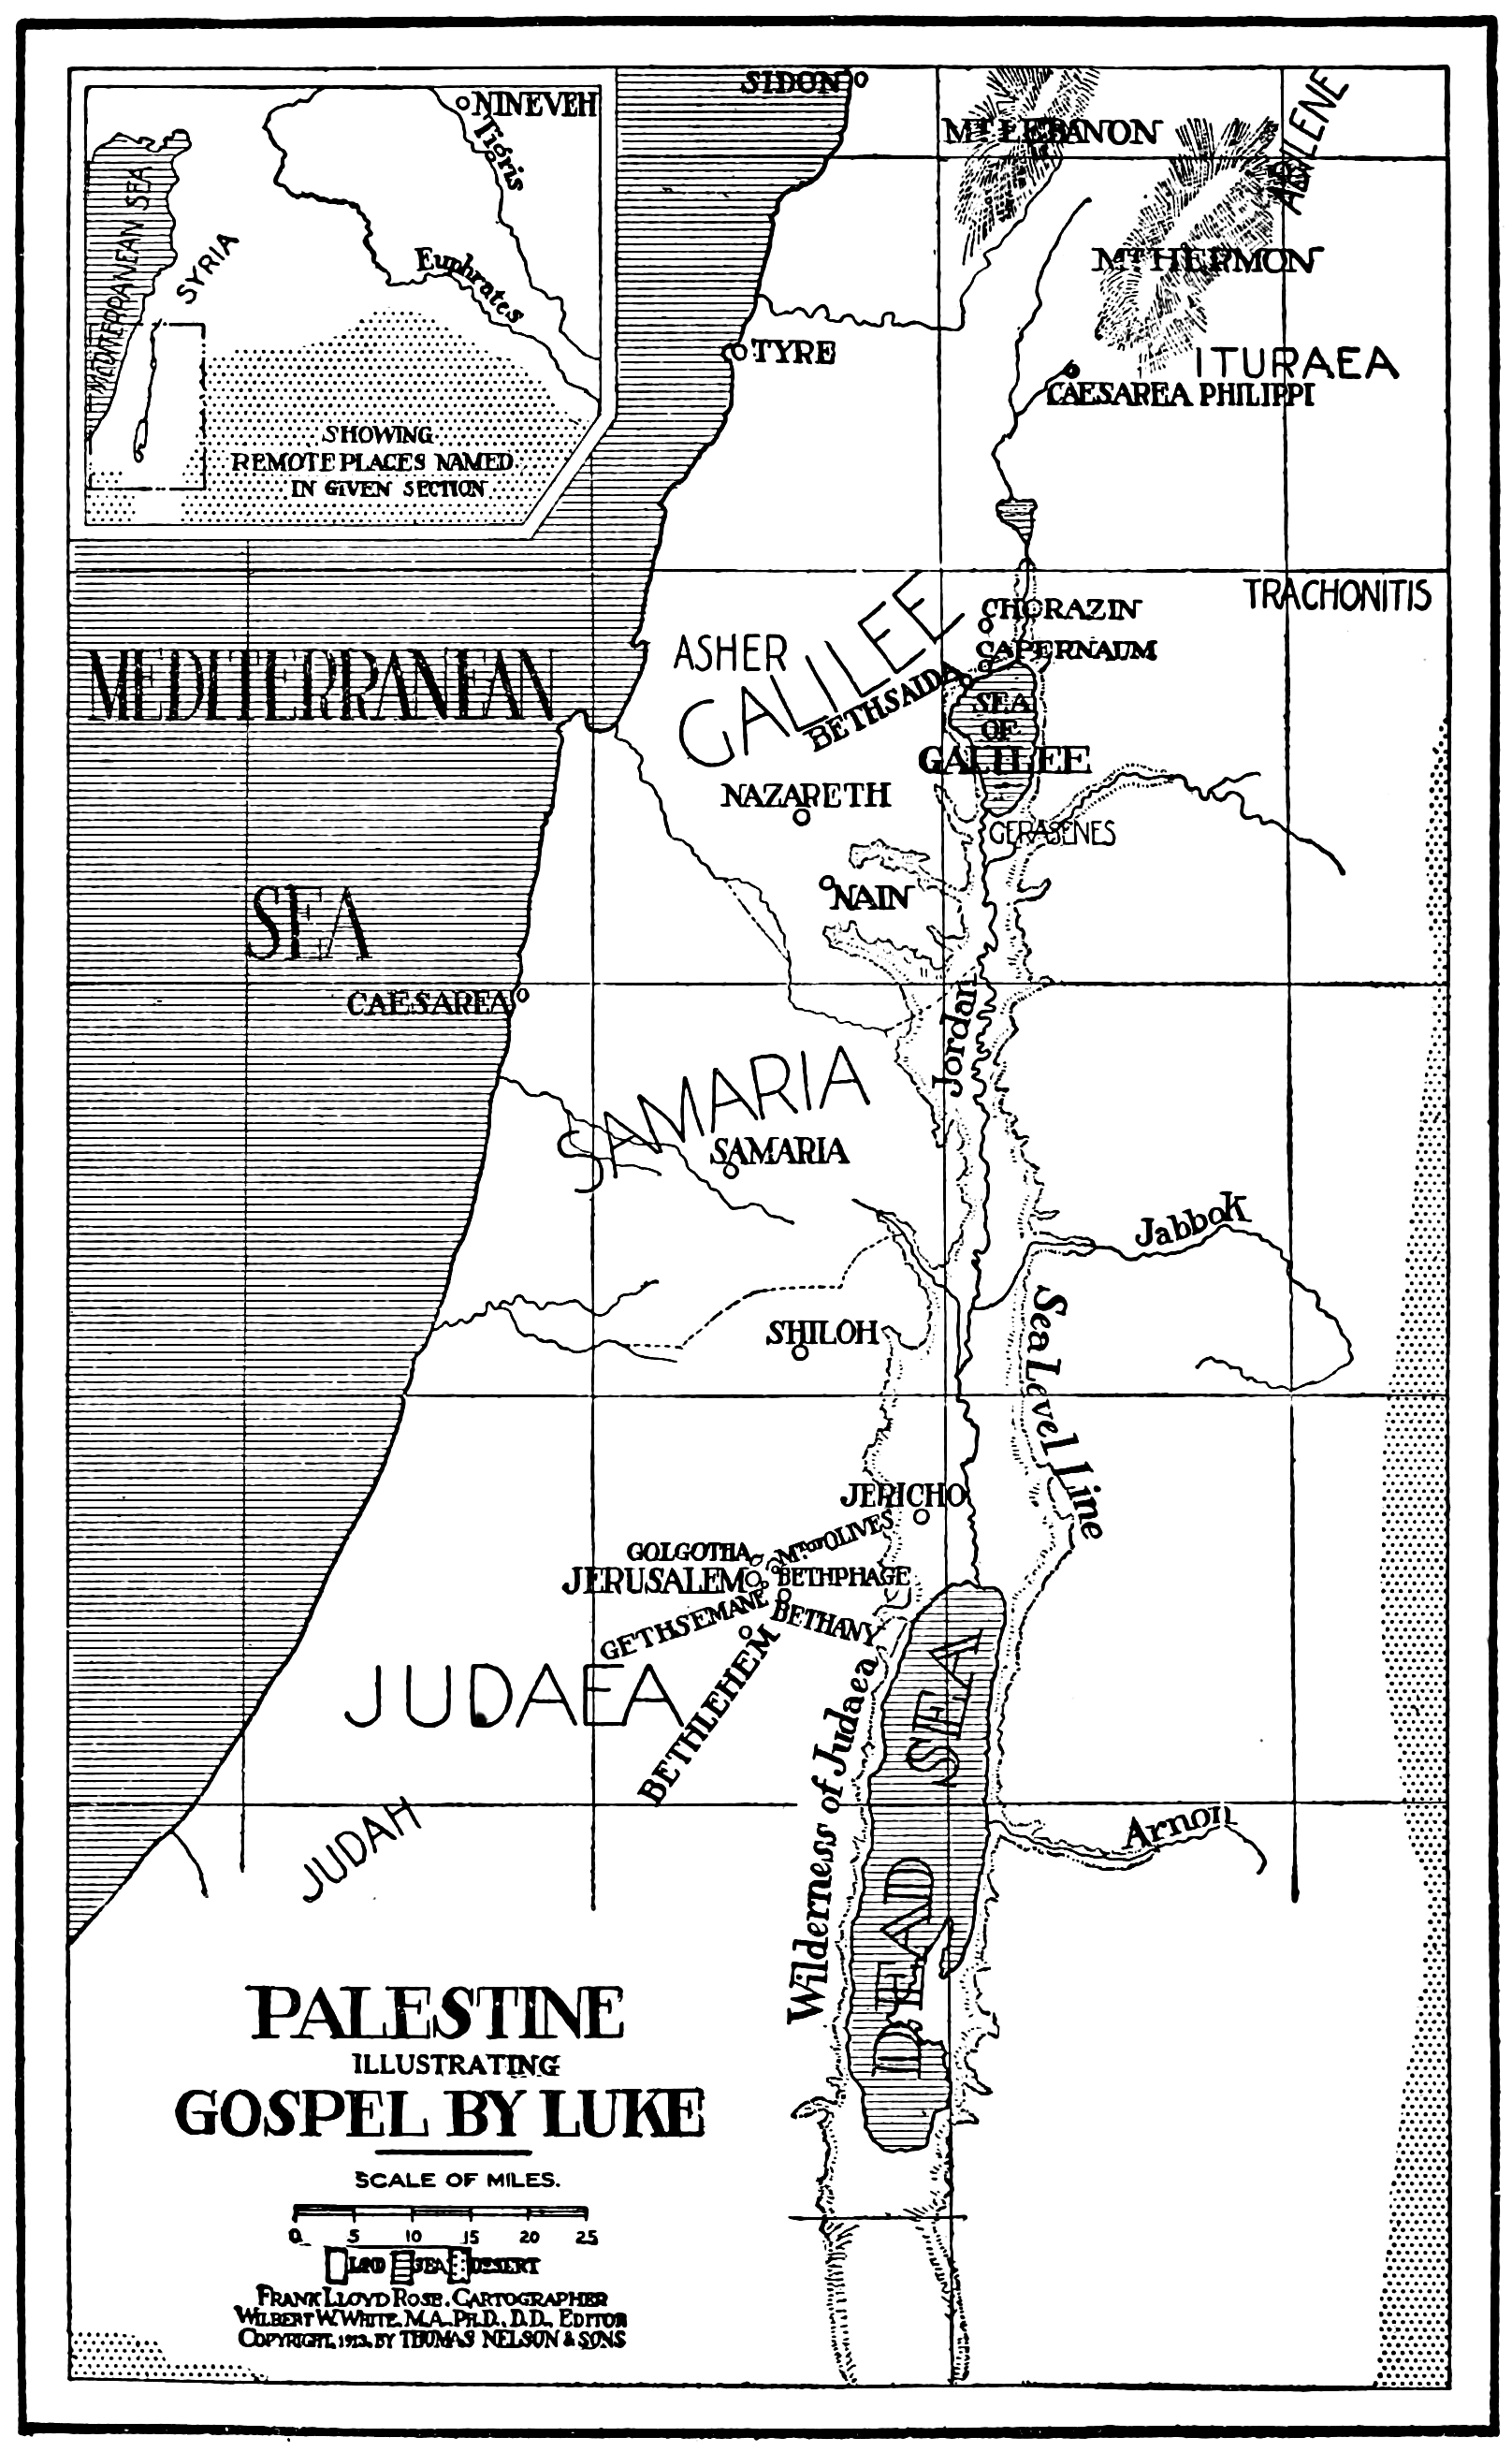 SIDON
MT LEBANON
ABILENE
NINEVEH
Tigris
MEDITERRANEAN SEA
SYRIA
Euphrates
MT HERMON
TYRE
ITURAEA
CAESAREA PHILIPPI
SHOWING
REMOTE PLACES NAMED
IN GIVEN SECTION
TRACHONITIS
CHORAZIN
ASHER
GALILEE
CAPERNAUM
BETHSAIDA
MEDITERRANEAN
SEA
OF
GALILEE
NAZARETH
GERASENES
NAIN
SEA
CAESAREA
Jordan
SAMARIA
SAMARIA
Jabbok
SHILOH
Sea Level Line
JERICHO
MT OF OLIVES
GOLGOTHA
JERUSALEM
BETHPHAGE
GETHSEMANE
BETHANY
BETHLEHEM
JUDAEA
Wilderness of Judaea
DEAD SEA
JUDAH
Arnon
PALESTINE
ILLUSTRATING
GOSPEL BY LUKE
SCALE OF MILES.
0 5 10 15 20 25
LAND SEA DESERT
FRANK LLOYD ROSE. CARTOGRAPHER
WILBERT W. WHITE. M.A. PH.D. D.D. EDITOR
COPYRIGHT, 1913, BY THOMAS NELSON & SONS